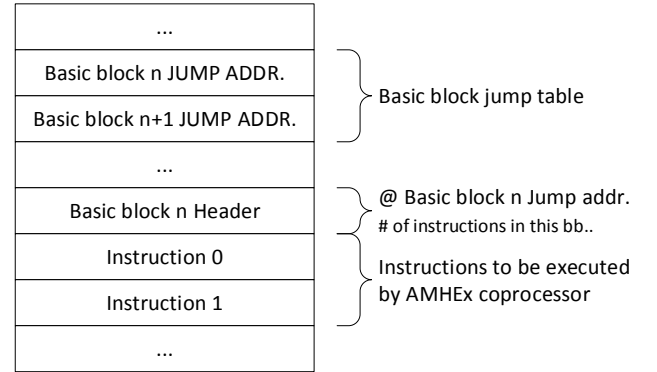 ...
Basic block n JUMP ADDR.
Basic block n+1 JUMP ADDR.
Basic block jump table
...
Basic block n Header
@ Basic block n Jump addr.
# of instructions in this bb..
Instruction 0
Instruction 1
Instructions to be executed
by AMHEx coprocessor
...